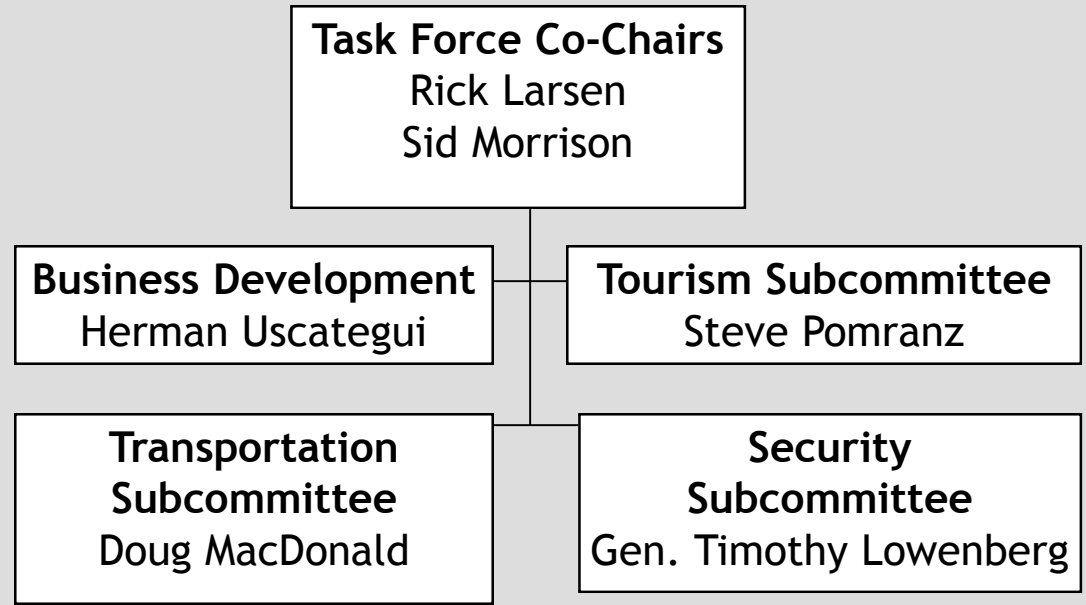 Task Force Co-Chairs
Rick Larsen
Sid Morrison
Business Development
Herman Uscategui
Tourism Subcommittee
Steve Pomranz
Transportation
Subcommittee
Doug MacDonald
Security
Subcommittee
Gen. Timothy Lowenberg